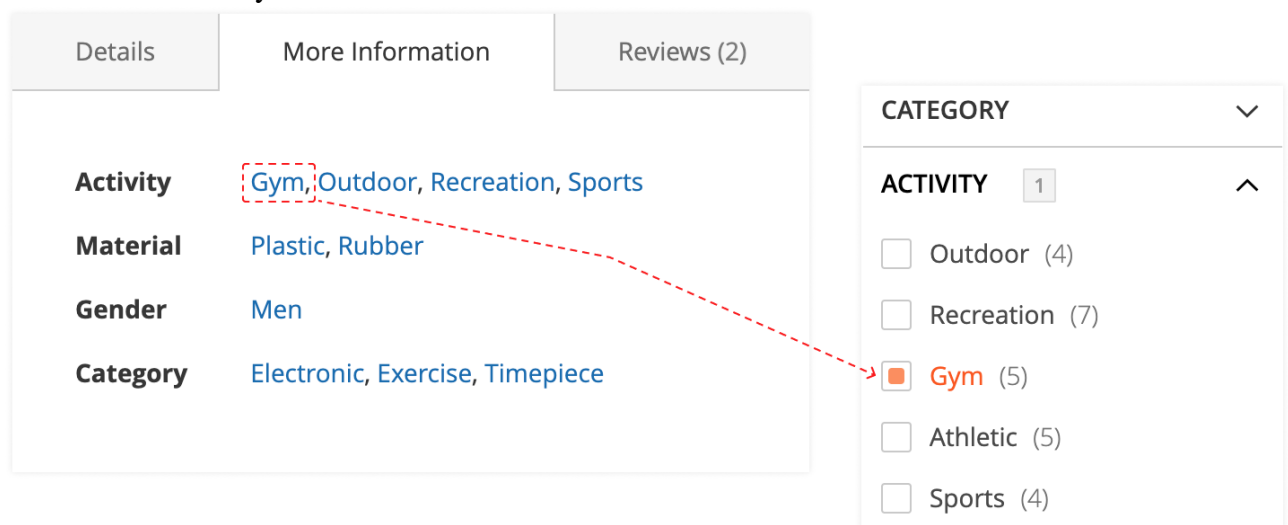 Details
More Information
Reviews (2)
Activity Gym, Outdoor, Recreation, Sports
Material Plastic, Rubber
Gender Men
Category Electronic, Exercise, Timepiece
CATEGORY
ACTIVITY 1
Outdoor (4)
Recreation (7)
Gym (5)
Athletic (5)
Sports (4)